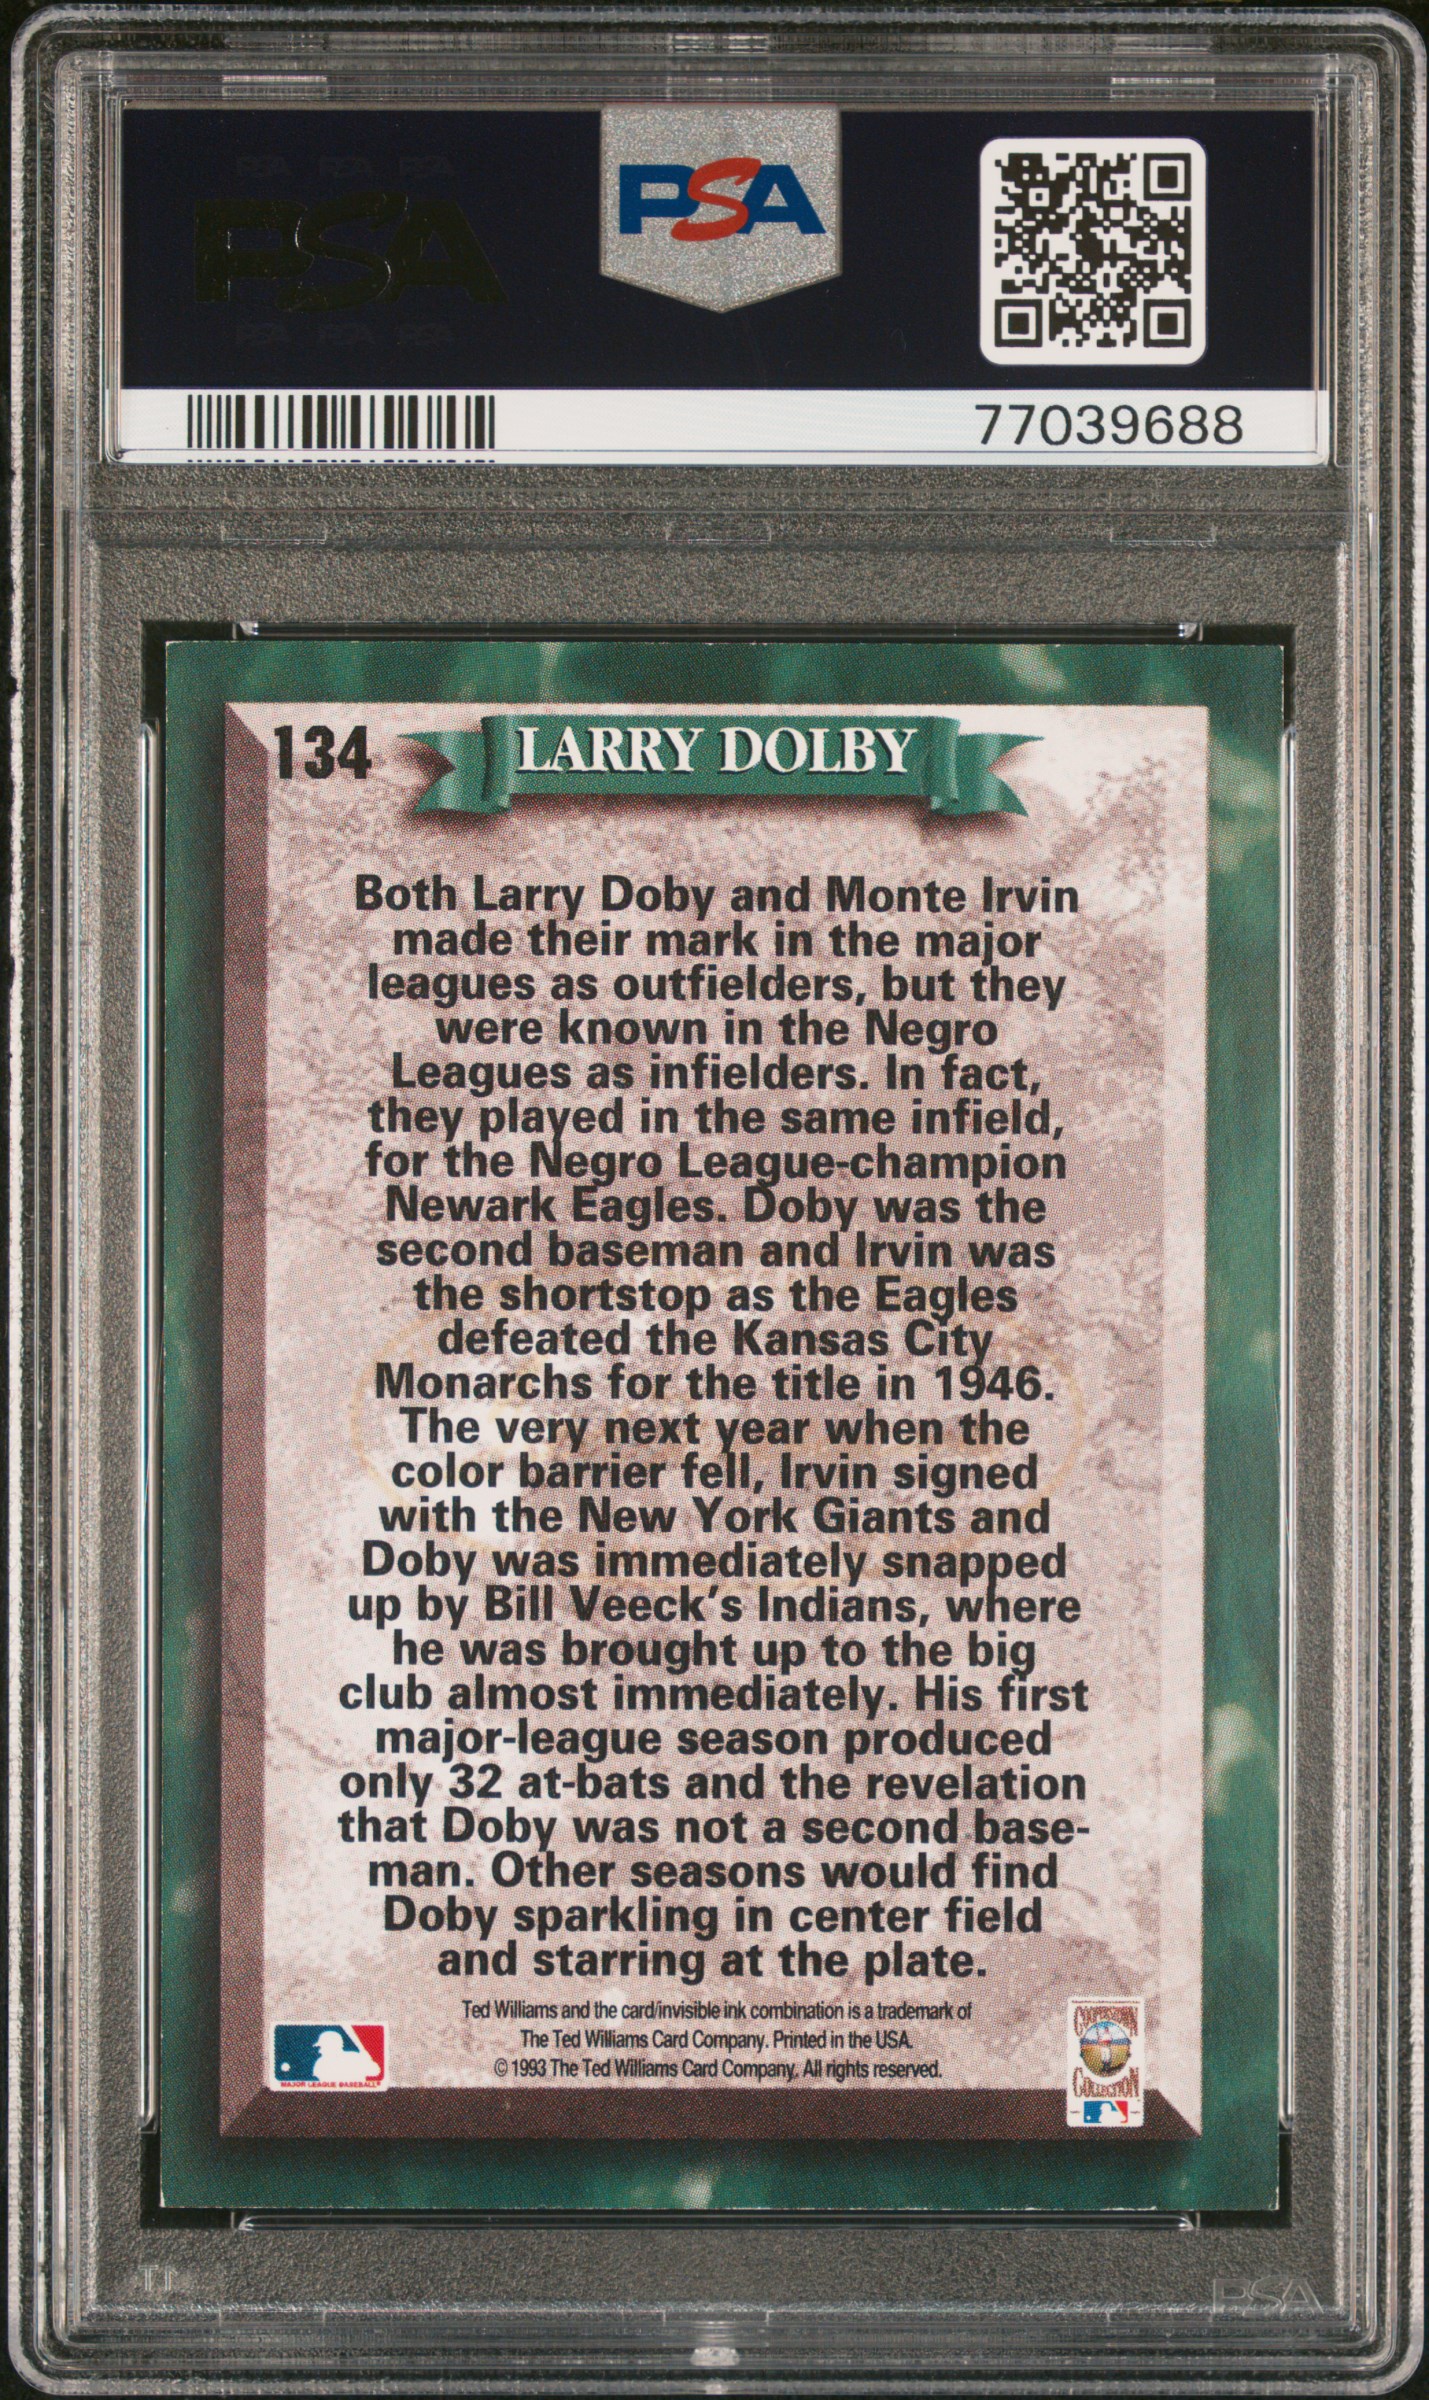 PSA
PSA
77039688
134
LARRY DOLBY
Both Larry Doby and Monte Irvin
made their mark in the major
leagues as outfielders, but they
were known in the Negro
Leagues as infielders. In fact,
they played in the same infield,
for the Negro League-champion
Newark Eagles. Doby was the
second baseman and Irvin was
the shortstop as the Eagles
defeated the Kansas City
Monarchs for the title in 1946.
The very next year when the
color barrier fell, Irvin signed
with the New York Giants and
Doby was immediately snapped
up by Bill Veeck's Indians, where
he was brought up to the big
club almost immediately. His first
major-league season produced
only 32 at-bats and the revelation
that Doby was not a second base-
man. Other seasons would find
Doby sparkling in center field
and starring at the plate.
Ted Williams and the card/invisible ink combination is a trademark of
The Ted Williams Card Company. Printed in the USA.
© 1993 The Ted Williams Card Company. All rights reserved.
MAJOR LEAGUE BASEBALL®
COOPERSTOWN
COLLECTION
PSA